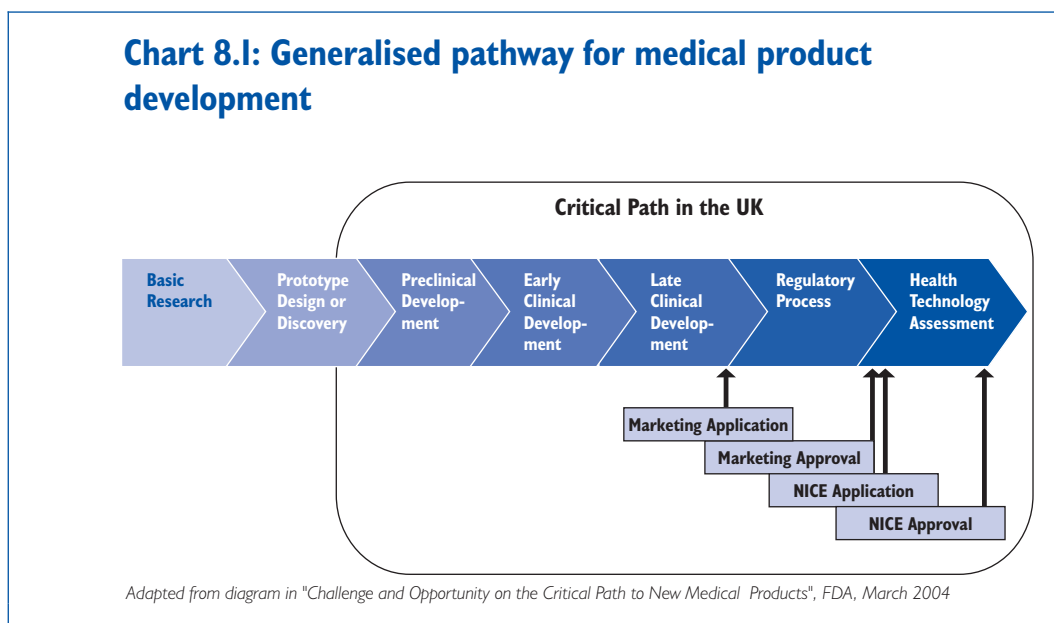 Chart 8.1: Generalised pathway for medical product
development
Critical Path in the UK
Basic
Research
Prototype
Design or
Discovery
Preclinical
Develop-
ment
Early
Clinical
Develop-
ment
Late
Clinical
Develop-
ment
Regulatory
Process
Health
Technology
Assessment
Marketing Application
Marketing Approval
NICE Application
NICE Approval
Adapted from diagram in "Challenge and Opportunity on the Critical Path to New Medical Products", FDA, March 2004